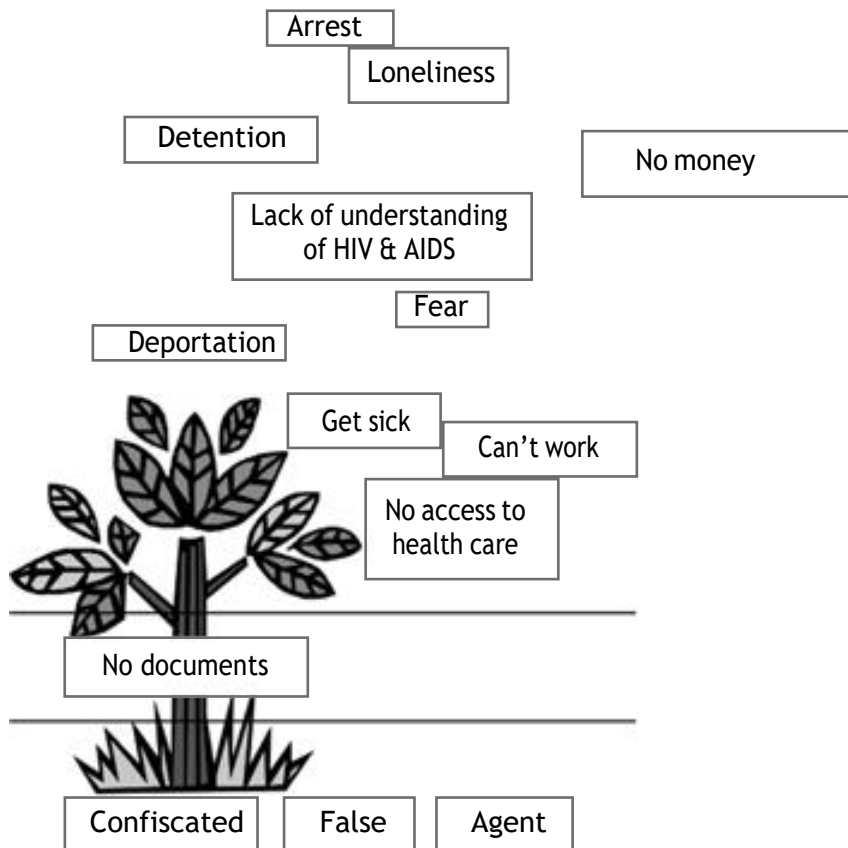 Arrest
Loneliness
Detention
No money
Lack of understanding
of HIV & AIDS
Fear
Deportation
Get sick
Can’t work
No access to
health care
No documents
Confiscated
False
Agent